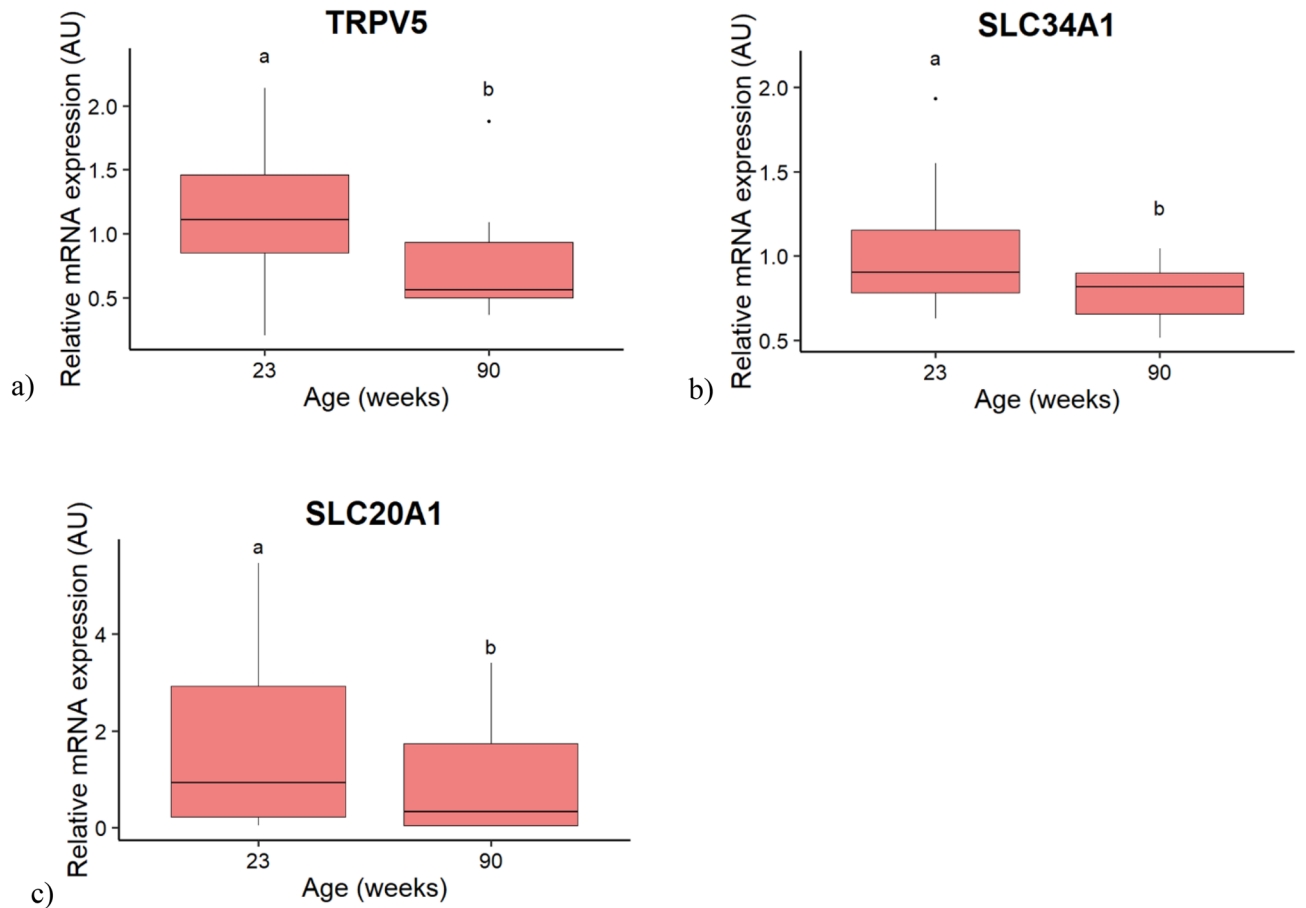 TRPV5
Relative mRNA expression (AU)
a
b
2.0
1.5
1.0
0.5
23
90
Age (weeks)
a)
SLC34A1
Relative mRNA expression (AU)
a
b
2.0
1.5
1.0
0.5
23
90
Age (weeks)
b)
SLC20A1
Relative mRNA expression (AU)
a
b
4
2
0
23
90
Age (weeks)
c)